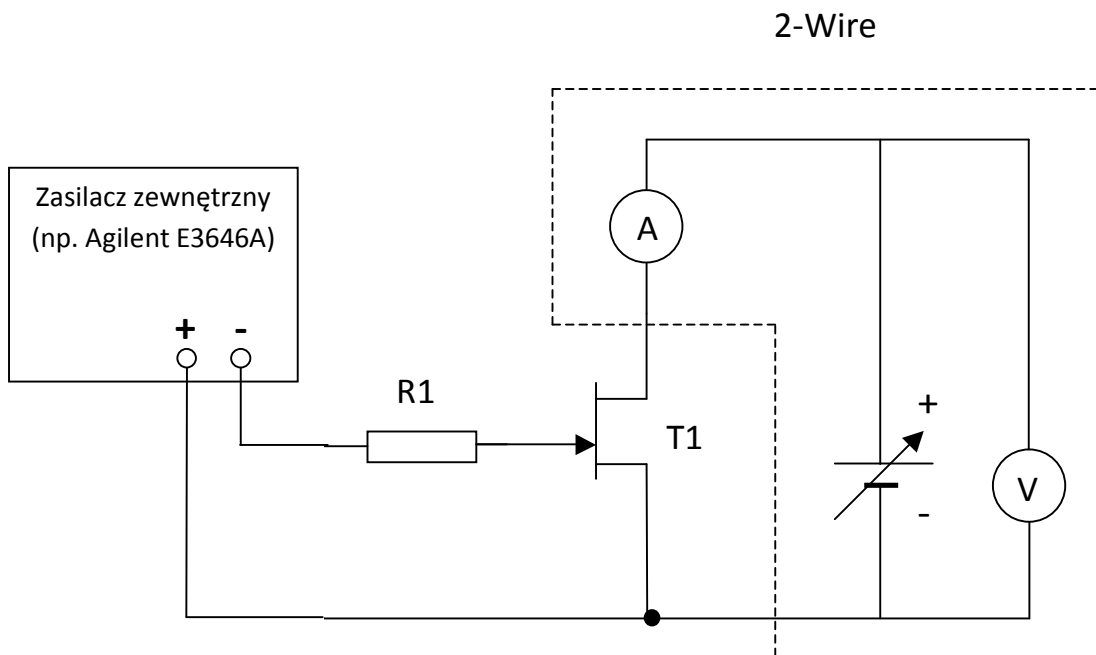 2-Wire
Zasilacz zewnętrzny
(np. Agilent E3646A)
+ -
A
R1
T1
+
V
-